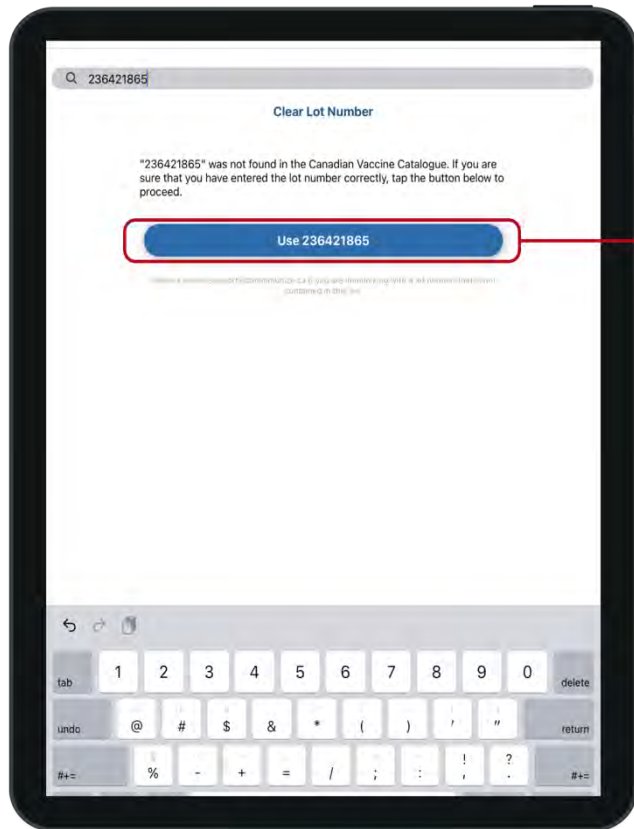 236421865
Clear Lot Number
"236421865" was not found in the Canadian Vaccine Catalogue. If you are
sure that you have entered the lot number correctly, tap the button below to
proceed.
Use 236421865
tab 1 2 3 4 5 6 7 8 9 0 delete
undo @ # $ & * ( ) ' " return
#+= % - + = / ; : ! , ? . #+=